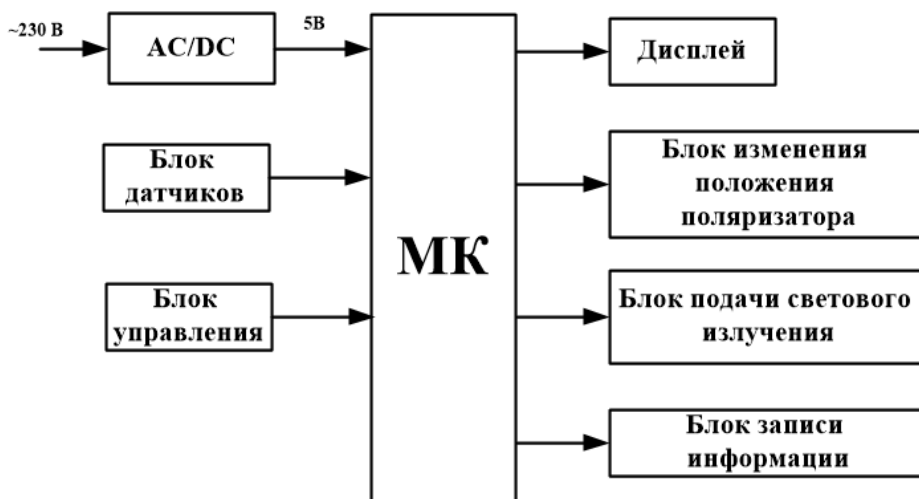 ~230 В
AC/DC
5В
Блок
датчиков
Блок
управления
МК
Дисплей
Блок изменения
положения
поляризатора
Блок подачи светового
излучения
Блок записи
информации